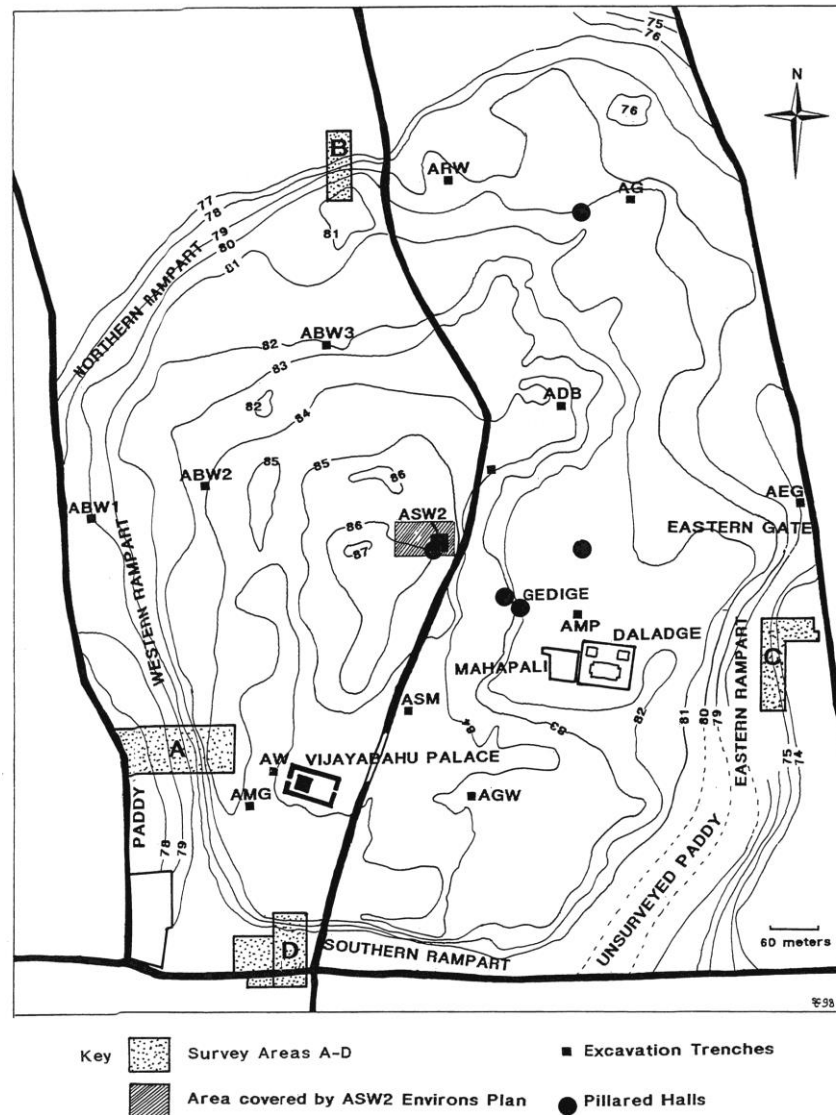 75
76
N
76
B
ARW
AG
77
78
79
80
81
81
NORTHERN RAMPART
ABW3
82
83
82
84
ADB
85
85
86
ABW2
ABW1
ASW2
86
87
AEG
EASTERN GATE
WESTERN RAMPART
GEDIGE
AMP
DALADGE
MAHAPALI
C
EASTERN RAMPART
ASM
84
83
82
81
80
79
75
74
A
AW
VIJAYABAHU PALACE
AMG
AGW
PADDY
78
79
UNSURVEYED PADDY
60 meters
D
SOUTHERN RAMPART
98
Key
Survey Areas A-D
Excavation Trenches
Area covered by ASW2 Environs Plan
Pillared Halls